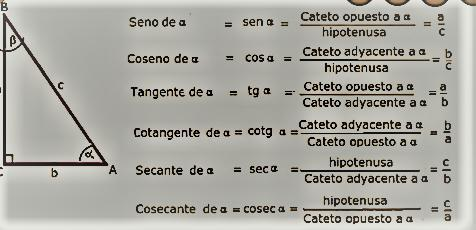 B
β
c
α
A
b
Seno de α = sen α = Cateto opuesto a α / hipotenusa = a/c
Coseno de α = cos α = Cateto adyacente a α / hipotenusa = b/c
Tangente de α = tg α = Cateto opuesto a α / Cateto adyacente a α = a/b
Cotangente de α = cotg α = Cateto adyacente a α / Cateto opuesto a α = b/a
Secante de α = sec α = hipotenusa / Cateto adyacente a α = c/b
Cosecante de α = cosec α = hipotenusa / Cateto opuesto a α = c/a